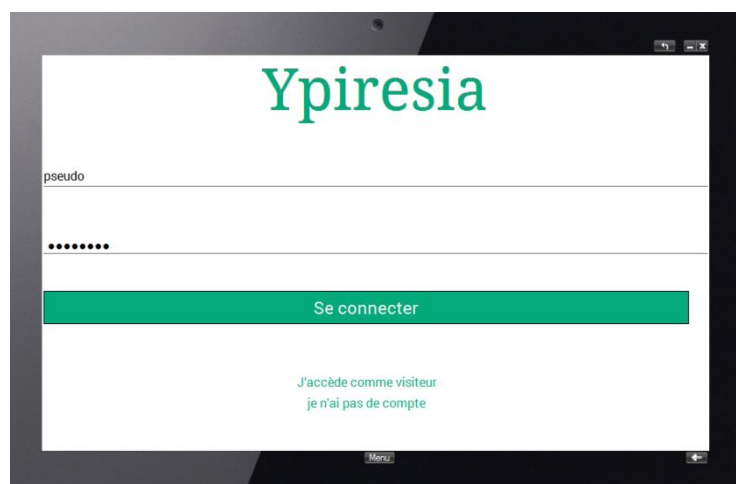 Ypiresia
pseudo
••••••••
Se connecter
J'accède comme visiteur
je n'ai pas de compte
Menu